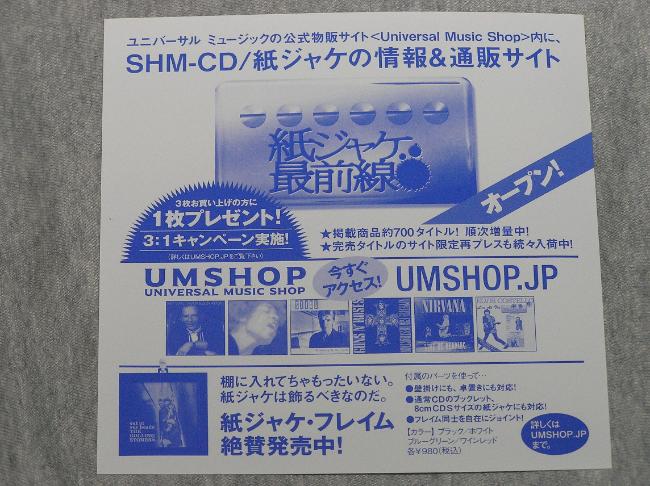 ユニバーサル ミュージックの公式物販サイト<Universal Music Shop>内に、
SHM-CD/紙ジャケの情報&通販サイト
紙ジャケ
最前線
オープン!
3枚お買い上げの方に
1枚プレゼント!
3:1キャンペーン実施!
(詳しくはUMSHOP.JPをご覧下さい)
★掲載商品約700タイトル! 順次増量中!
★完売タイトルのサイト限定再プレスも続々入荷中!
UMSHOP
UNIVERSAL MUSIC SHOP
今すぐ
アクセス!
UMSHOP.JP
GUNS N' ROSES
NIRVANA
ELVIS COSTELLO
棚に入れてちゃもったいない。
紙ジャケは飾るべきなのだ。
紙ジャケ・フレイム
絶賛発売中!
付属のパーツを使って…
●壁掛けにも、卓置きにも対応!
●通常CDのブックレット、
8cmCDSサイズの紙ジャケにも対応!
●フレイム同士を自在にジョイント!
【カラー】ブラック/ホワイト
ブルーグリーン/ワインレッド
各¥980(税込)
詳しくは
UMSHOP.JP
まで。